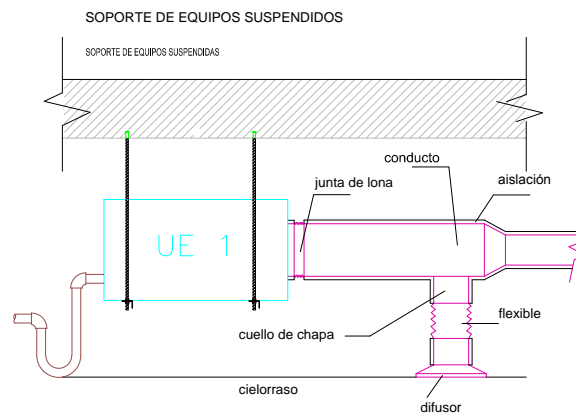 SOPORTE DE EQUIPOS SUSPENDIDOS
SOPORTE DE EQUIPOS SUSPENDIDAS
conducto
junta de lona
aislación
UE 1
cuello de chapa
flexible
cielorraso
difusor